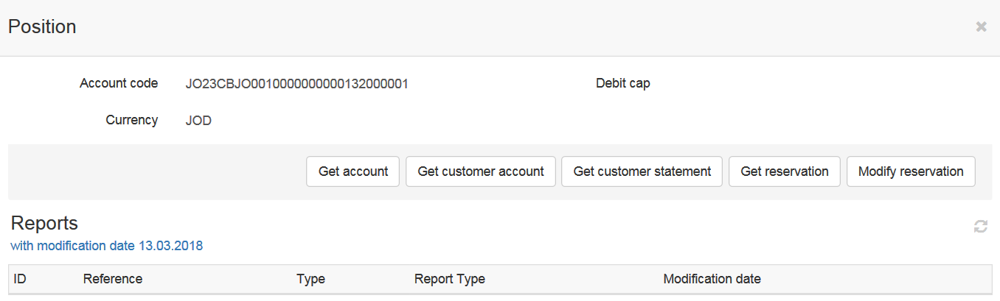 Position
Account code JO23CBJO0010000000000132000001 Debit cap
Currency JOD
Get account Get customer account Get customer statement Get reservation Modify reservation
Reports
with modification date 13.03.2018
ID Reference Type Report Type Modification date